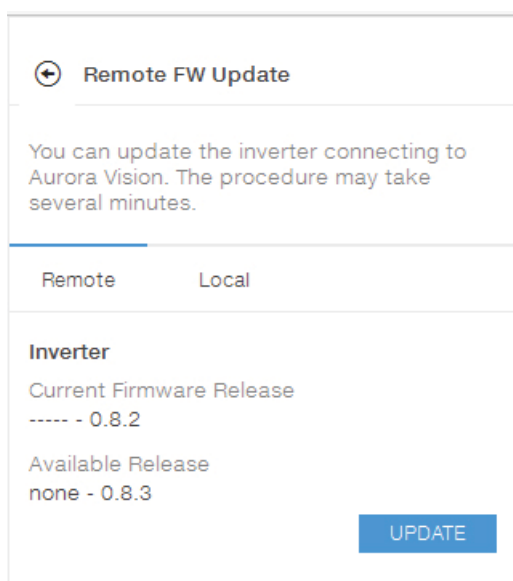 Remote FW Update
You can update the inverter connecting to
Aurora Vision. The procedure may take
several minutes.
Remote Local
Inverter
Current Firmware Release
----- - 0.8.2
Available Release
none - 0.8.3
UPDATE